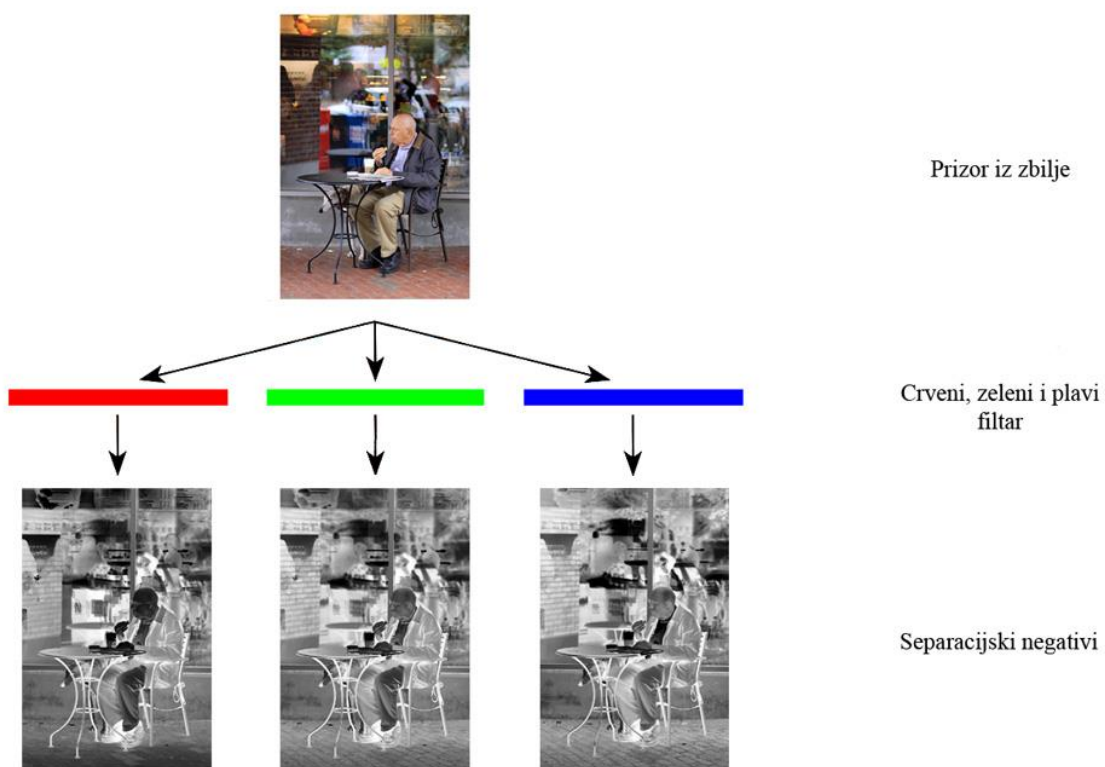 Prizor iz zbilje
Crveni, zeleni i plavi
filtar
Separacijski negativi